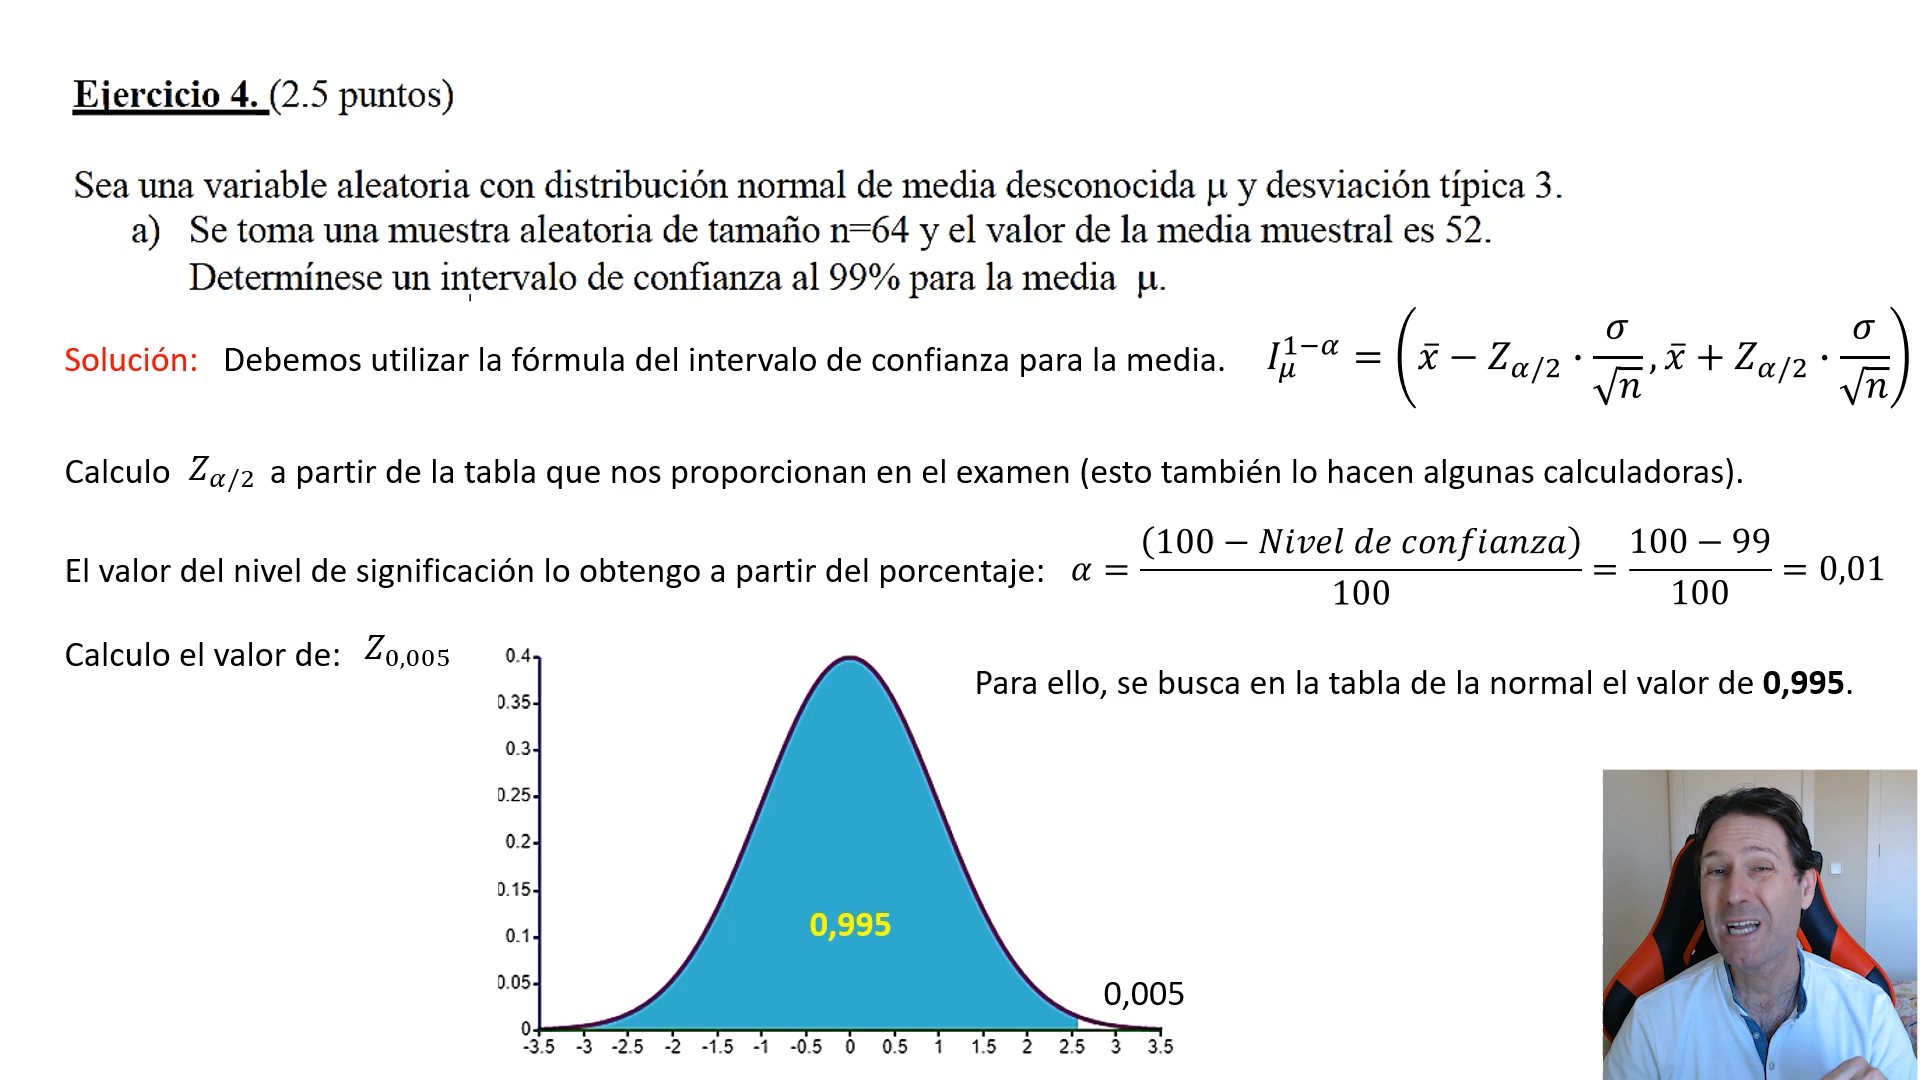 Ejercicio 4. (2.5 puntos)
Sea una variable aleatoria con distribución normal de media desconocida μ y desviación típica 3.
a) Se toma una muestra aleatoria de tamaño n=64 y el valor de la media muestral es 52.
Determínese un intervalo de confianza al 99% para la media μ.
Solución: Debemos utilizar la fórmula del intervalo de confianza para la media. I_μ^{1−α} = (x̄ − Z_{α/2} · σ/√n, x̄ + Z_{α/2} · σ/√n)
Calculo Z_{α/2} a partir de la tabla que nos proporcionan en el examen (esto también lo hacen algunas calculadoras).
El valor del nivel de significación lo obtengo a partir del porcentaje: α = (100 − Nivel de confianza)/100 = (100 − 99)/100 = 0,01
Calculo el valor de: Z_{0,005}
Para ello, se busca en la tabla de la normal el valor de 0,995.
0.4
0.35
0.3
0.25
0.2
0.15
0.1
0.05
0
0,995
0,005
-3.5 -3 -2.5 -2 -1.5 -1 -0.5 0 0.5 1 1.5 2 2.5 3 3.5